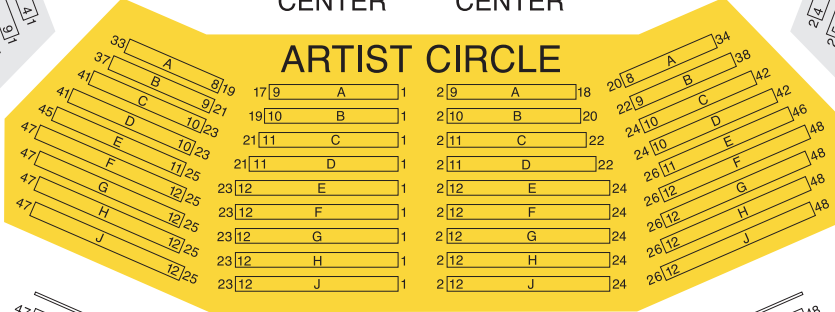 CENTER CENTER
ARTIST CIRCLE
33 A 8 19
37 B 9 21
41 C 10 23
41 D 10 23
45 E 11 25
47 F 12 25
47 G 12 25
47 H 12 25
47 J 12 25
17 9 A 1
19 10 B 1
21 11 C 1
21 11 D 1
23 12 E 1
23 12 F 1
23 12 G 1
23 12 H 1
23 12 J 1
2 9 A 18
2 10 B 20
2 11 C 22
2 11 D 22
2 12 E 24
2 12 F 24
2 12 G 24
2 12 H 24
2 12 J 24
20 8 A 34
22 9 B 38
24 10 C 42
24 10 D 42
26 11 E 46
26 12 F 48
26 12 G 48
26 12 H 48
26 12 J 48